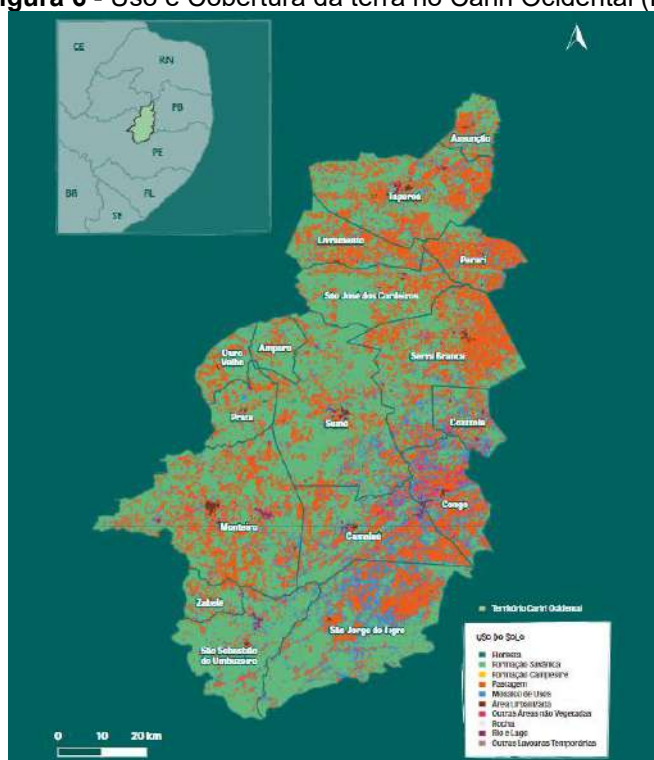 gura 6 - Uso e Cobertura da terra no Cariri Ocidental (
CE
RN
PB
PE
AL
SE
Assunção
Taperoá
Livramento
Parari
São José dos Cordeiros
Serra Branca
Ouro
Velho
Amparo
Prata
Sumé
Coxixola
Congo
Monteiro
Camalaú
Zabelê
São João do Tigre
São Sebastião
do Umbuzeiro
Território Cariri Ocidental
USO DO SOLO
Floresta
Formação Savânica
Formação Campestre
Pastagem
Mosaico de Usos
Área Urbanizada
Outras Áreas não Vegetadas
Rocha
Rio e Lago
Outras Lavouras Temporárias
0 10 20 km